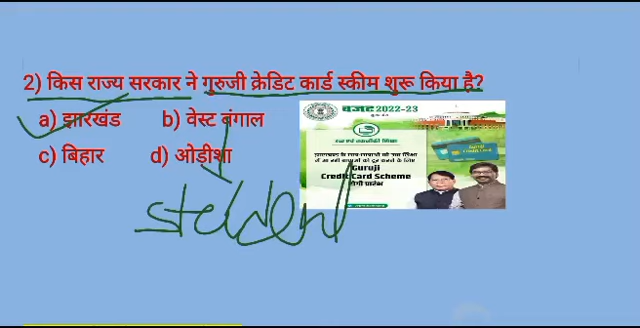 2) किस राज्य सरकार ने गुरुजी क्रेडिट कार्ड स्कीम शुरू किया है?
a) झारखंड b) वेस्ट बंगाल
c) बिहार d) ओड़ीशा
बजट 2022-23
Guruji
Credit Card Scheme
होगी प्रारंभ
student